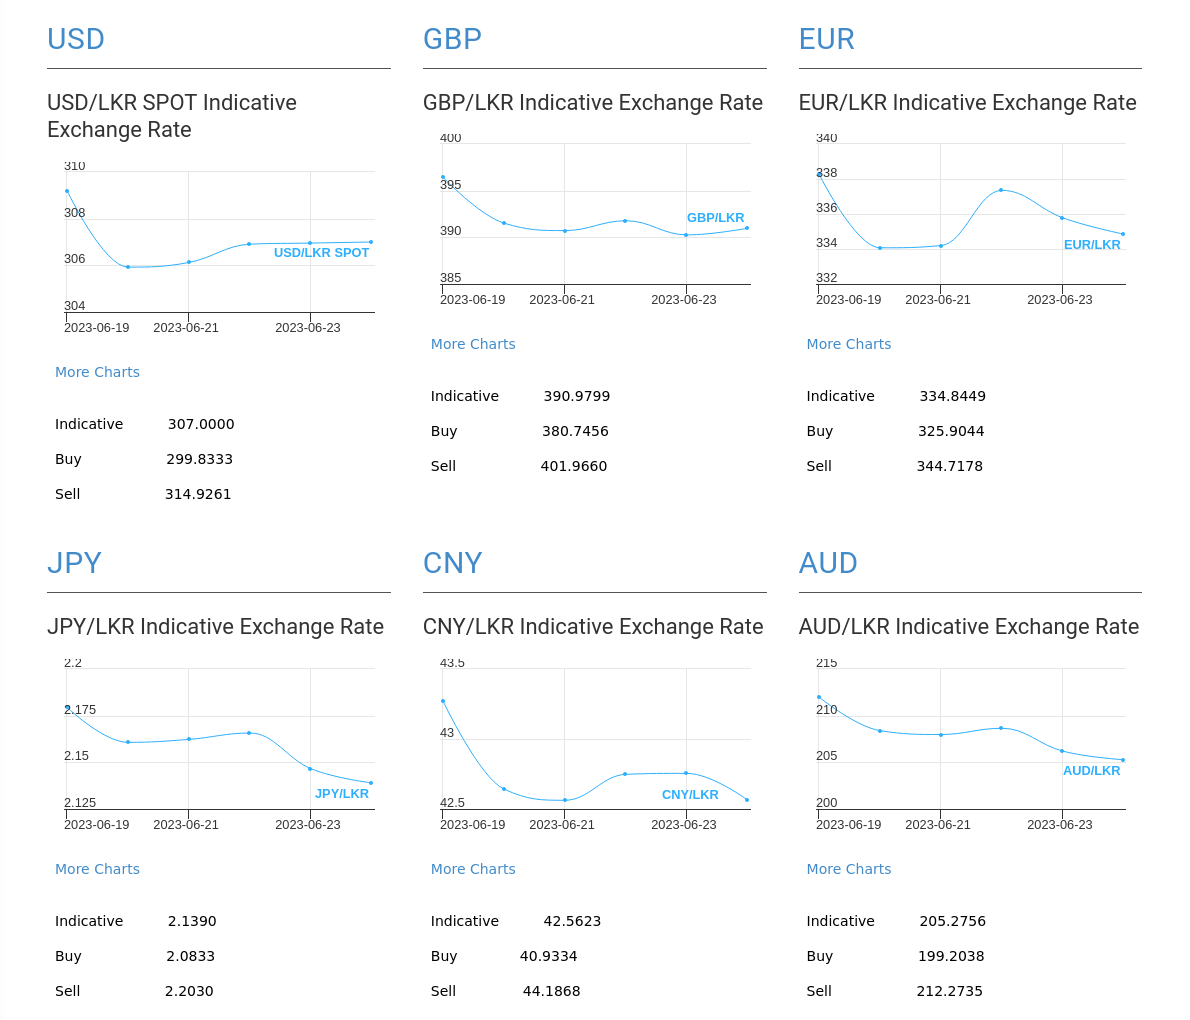 USD
USD/LKR SPOT Indicative
Exchange Rate
310
308
306
304
USD/LKR SPOT
2023-06-19 2023-06-21 2023-06-23
More Charts
Indicative 307.0000
Buy 299.8333
Sell 314.9261
GBP
GBP/LKR Indicative Exchange Rate
400
395
390
385
GBP/LKR
2023-06-19 2023-06-21 2023-06-23
More Charts
Indicative 390.9799
Buy 380.7456
Sell 401.9660
EUR
EUR/LKR Indicative Exchange Rate
340
338
336
334
332
EUR/LKR
2023-06-19 2023-06-21 2023-06-23
More Charts
Indicative 334.8449
Buy 325.9044
Sell 344.7178
JPY
JPY/LKR Indicative Exchange Rate
2.2
2.175
2.15
2.125
JPY/LKR
2023-06-19 2023-06-21 2023-06-23
More Charts
Indicative 2.1390
Buy 2.0833
Sell 2.2030
CNY
CNY/LKR Indicative Exchange Rate
43.5
43
42.5
CNY/LKR
2023-06-19 2023-06-21 2023-06-23
More Charts
Indicative 42.5623
Buy 40.9334
Sell 44.1868
AUD
AUD/LKR Indicative Exchange Rate
215
210
205
200
AUD/LKR
2023-06-19 2023-06-21 2023-06-23
More Charts
Indicative 205.2756
Buy 199.2038
Sell 212.2735